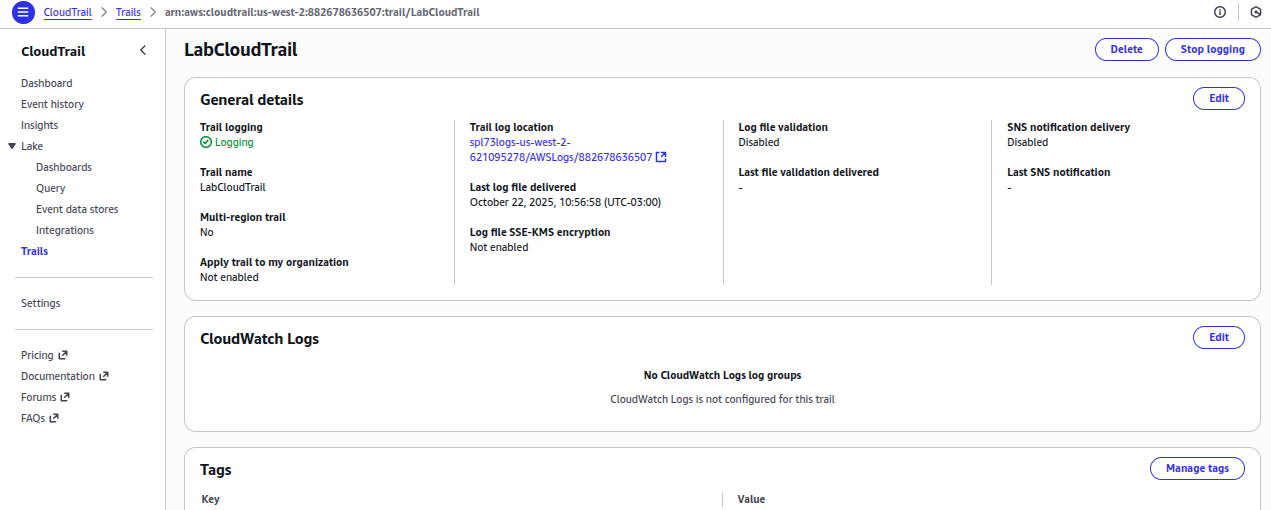 CloudTrail > Trails > arn:aws:cloudtrail:us-west-2:882678636507:trail/LabCloudTrail
CloudTrail
Dashboard
Event history
Insights
Lake
Dashboards
Query
Event data stores
Integrations
Trails
Settings
Pricing
Documentation
Forums
FAQs
LabCloudTrail
Delete
Stop logging
General details
Edit
Trail logging
Logging
Trail name
LabCloudTrail
Multi-region trail
No
Apply trail to my organization
Not enabled
Trail log location
spl73logs-us-west-2-
621095278/AWSLogs/882678636507
Last log file delivered
October 22, 2025, 10:56:58 (UTC-03:00)
Log file SSE-KMS encryption
Not enabled
Log file validation
Disabled
Last file validation delivered
-
SNS notification delivery
Disabled
Last SNS notification
-
CloudWatch Logs
Edit
No CloudWatch Logs log groups
CloudWatch Logs is not configured for this trail
Tags
Manage tags
Key
Value